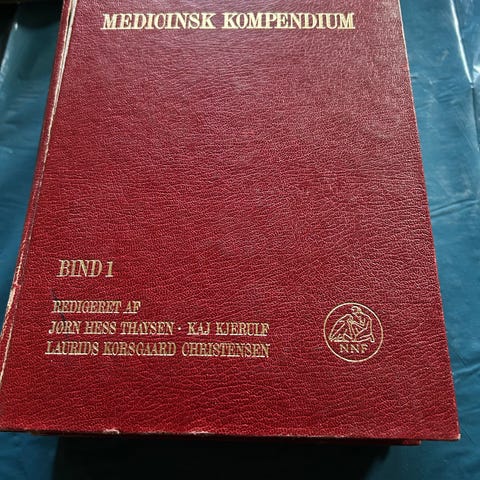 MEDICINSK KOMPENDIUM
BIND 1
REDIGERET AF
JØRN HESS THAYSEN · KAJ KJERULF
LAURIDS KORSGAARD CHRISTENSEN
NNF